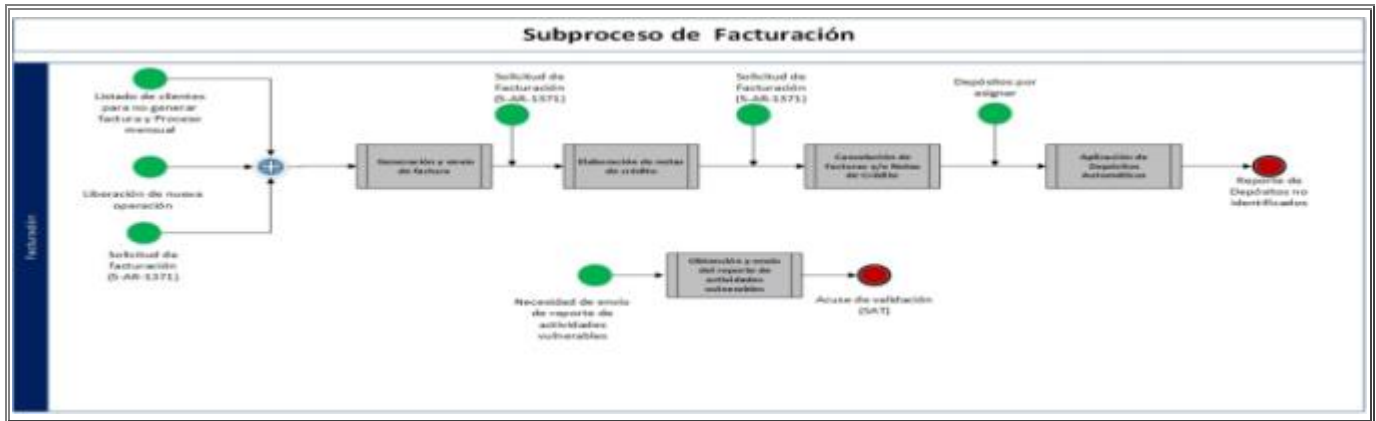 Subproceso de Facturación
Listado de clientes
para no generar
factura y Proceso
mensual
Liberación de nueva
operación
Solicitud de
facturación
(S-AR-1371)
Generación y envío
de factura
Solicitud de
Facturación
(S-AR-1371)
Elaboración de notas
de crédito
Solicitud de
Facturación
(S-AR-1371)
Cancelación de
Facturas y/o Notas
de Crédito
Depósitos por
asignar
Aplicación de
Depósitos
Automáticos
Reporte de
Depósitos no
identificados
Facturación
Necesidad de envío
de reporte de
actividades
vulnerables
Obtención y envío
del reporte de
actividades
vulnerables
Acuse de validación
(SAT)